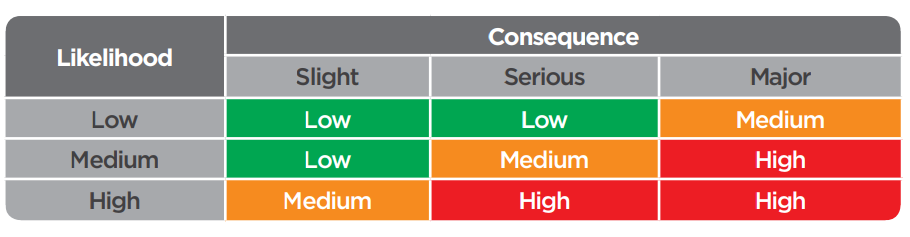 Likelihood
Consequence
Slight Serious Major
Low Low Low Medium
Medium Low Medium High
High Medium High High